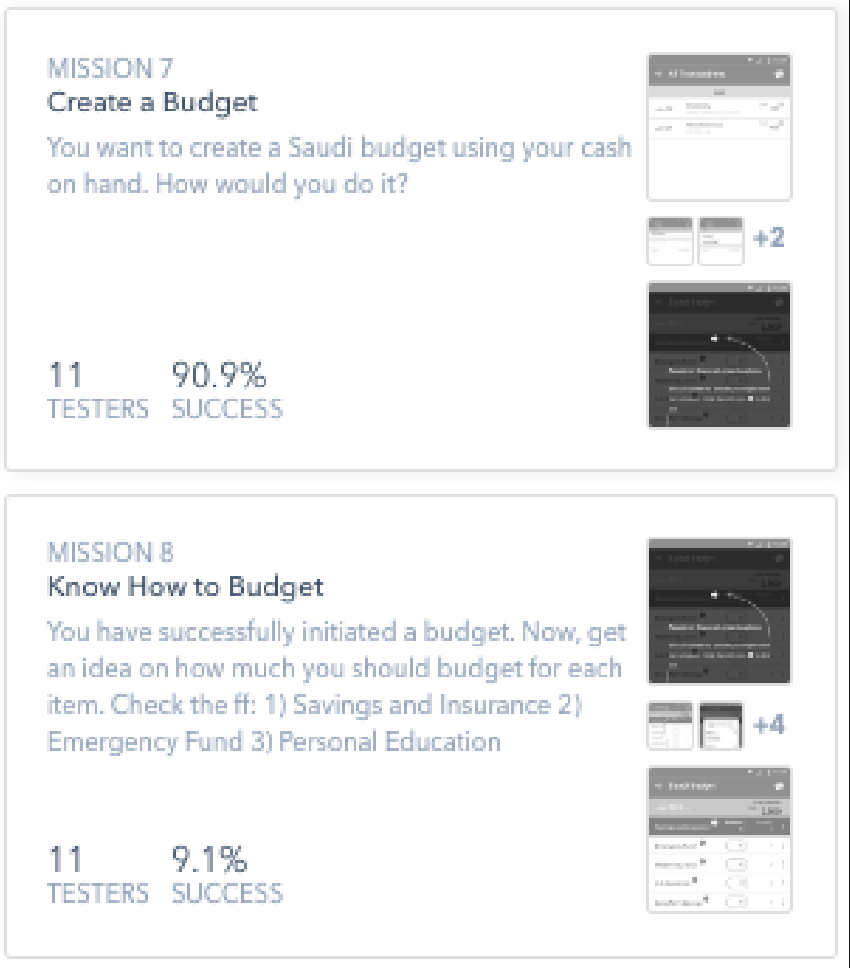 MISSION 7
Create a Budget
You want to create a Saudi budget using your cash
on hand. How would you do it?
+2
11
90.9%
TESTERS
SUCCESS
MISSION 8
Know How to Budget
You have successfully initiated a budget. Now, get
an idea on how much you should budget for each
item. Check the ff: 1) Savings and Insurance 2)
Emergency Fund 3) Personal Education
+4
11
9.1%
TESTERS
SUCCESS